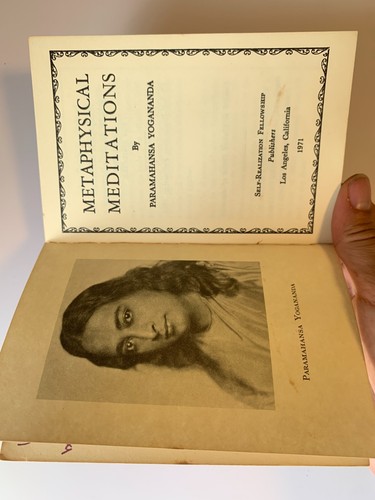 METAPHYSICAL
MEDITATIONS
By
PARAMAHANSA YOGANANDA
SELF-REALIZATION FELLOWSHIP
Publishers
Los Angeles, California
1971
PARAMAHANSA YOGANANDA